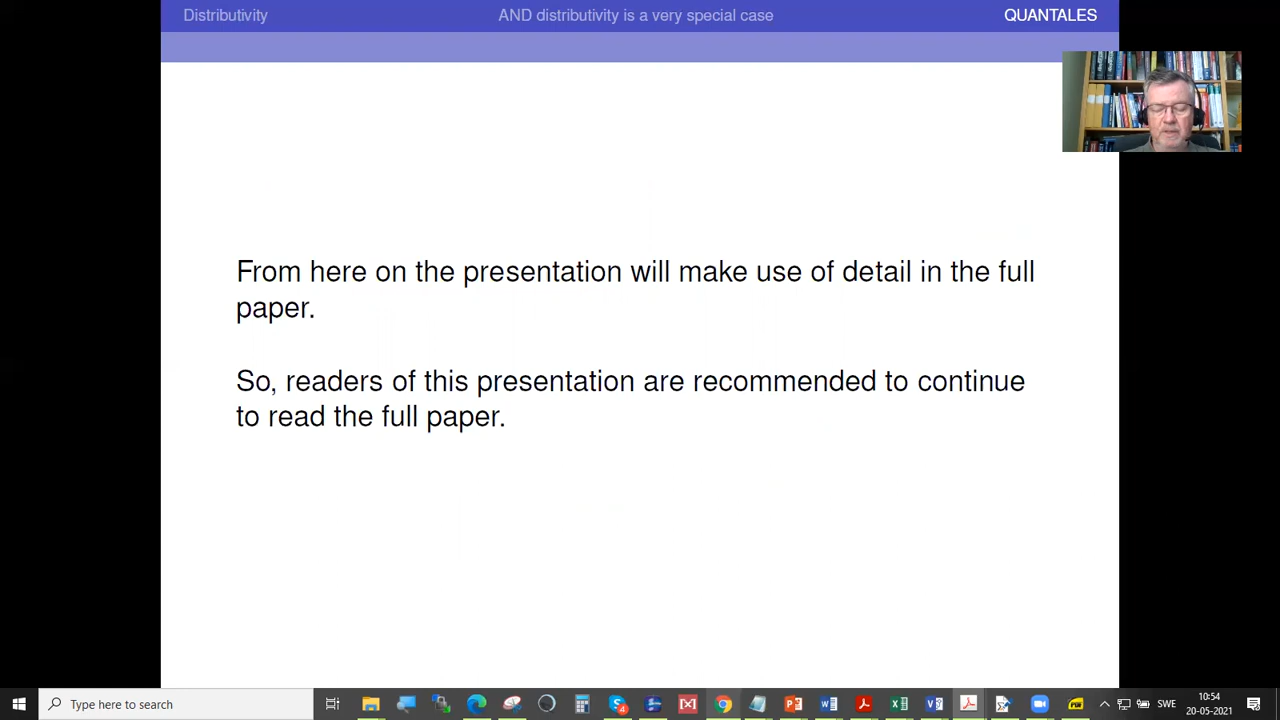 Distributivity
AND distributivity is a very special case
QUANTALES
From here on the presentation will make use of detail in the full
paper.
So, readers of this presentation are recommended to continue
to read the full paper.
Type here to search
SWE
10:54
20-05-2021